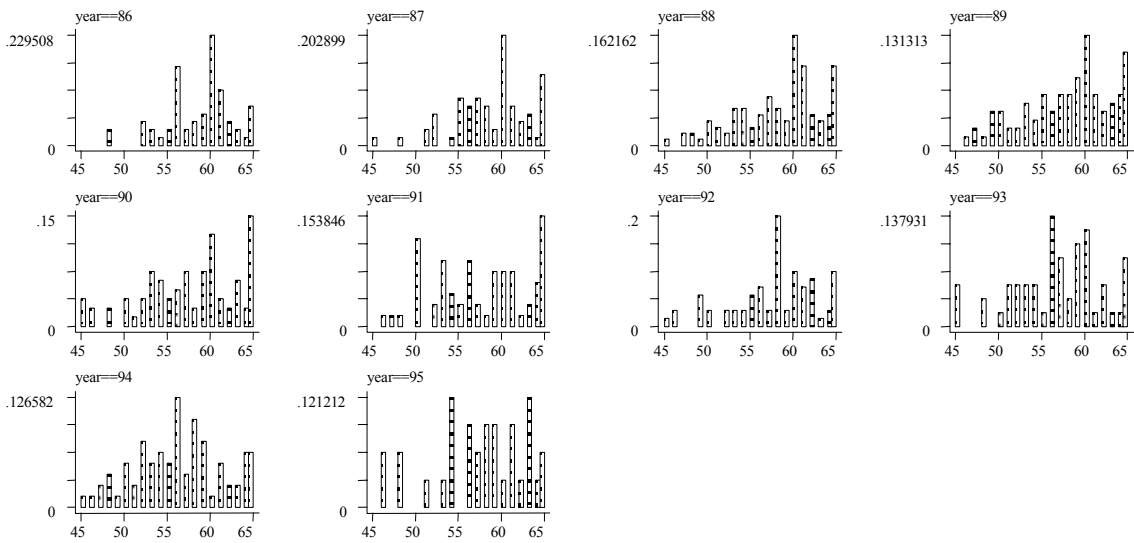 year==86
.229508
0
45 50 55 60 65
year==87
.202899
0
45 50 55 60 65
year==88
.162162
0
45 50 55 60 65
year==89
.131313
0
45 50 55 60 65
year==90
.15
0
45 50 55 60 65
year==91
.153846
0
45 50 55 60 65
year==92
.2
0
45 50 55 60 65
year==93
.137931
0
45 50 55 60 65
year==94
.126582
0
45 50 55 60 65
year==95
.121212
0
45 50 55 60 65